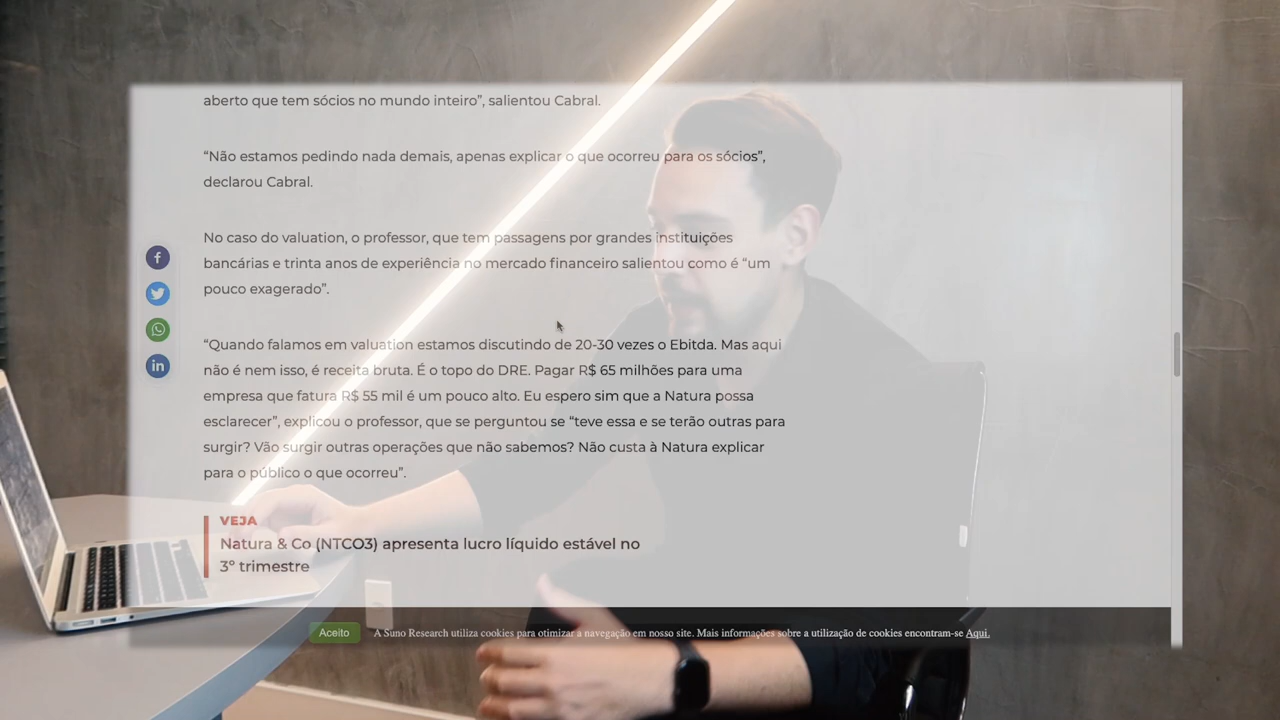 aberto que tem sócios no mundo inteiro”, salientou Cabral.
“Não estamos pedindo nada demais, apenas explicar o que ocorreu para os sócios”,
declarou Cabral.
No caso do valuation, o professor, que tem passagens por grandes instituições
bancárias e trinta anos de experiência no mercado financeiro salientou como é “um
pouco exagerado”.
“Quando falamos em valuation estamos discutindo de 20-30 vezes o Ebitda. Mas aqui
não é nem isso, é receita bruta. É o topo do DRE. Pagar R$ 65 milhões para uma
empresa que fatura R$ 55 mil é um pouco alto. Eu espero sim que a Natura possa
esclarecer”, explicou o professor, que se perguntou se “teve essa e se terão outras para
surgir? Vão surgir outras operações que não sabemos? Não custa à Natura explicar
para o público o que ocorreu”.
VEJA
Natura & Co (NTCO3) apresenta lucro líquido estável no
3º trimestre
Aceito A Suno Research utiliza cookies para otimizar a navegação em nosso site. Mais informações sobre a utilização de cookies encontram-se Aqui.